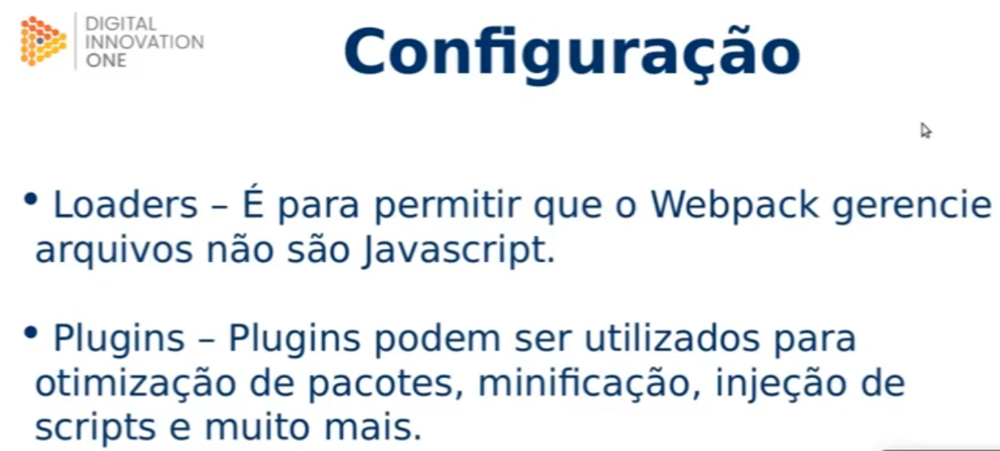 DIGITAL
INNOVATION
ONE
Configuração
• Loaders – É para permitir que o Webpack gerencie
arquivos não são Javascript.
• Plugins – Plugins podem ser utilizados para
otimização de pacotes, minificação, injeção de
scripts e muito mais.